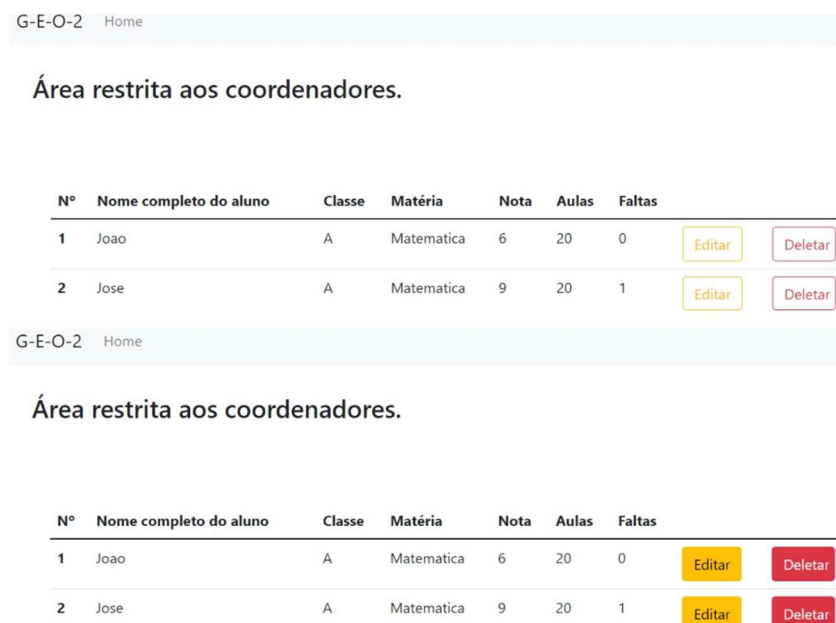 G-E-O-2 Home
Área restrita aos coordenadores.
Nº Nome completo do aluno Classe Matéria Nota Aulas Faltas
1 Joao A Matematica 6 20 0 Editar Deletar
2 Jose A Matematica 9 20 1 Editar Deletar
G-E-O-2 Home
Área restrita aos coordenadores.
Nº Nome completo do aluno Classe Matéria Nota Aulas Faltas
1 Joao A Matematica 6 20 0 Editar Deletar
2 Jose A Matematica 9 20 1 Editar Deletar